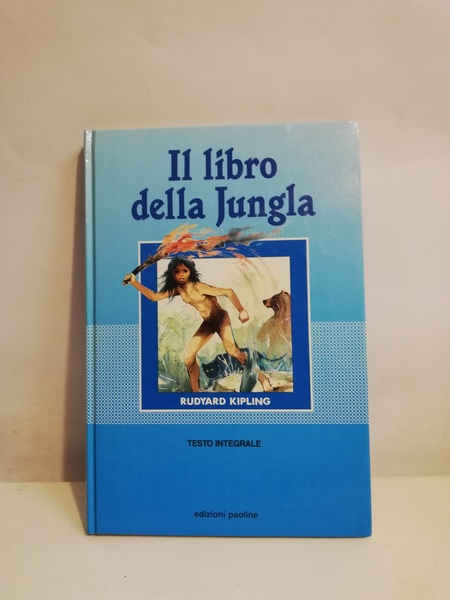 Il libro
della Jungla
RUDYARD KIPLING
TESTO INTEGRALE
edizioni paoline